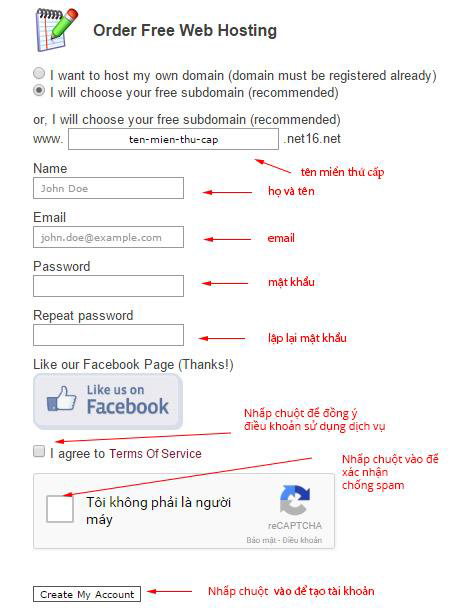 Order Free Web Hosting
I want to host my own domain (domain must be registered already)
I will choose your free subdomain (recommended)
or, I will choose your free subdomain (recommended)
www. ten-mien-thu-cap .net16.net
tên miền thứ cấp
Name
John Doe
họ và tên
Email
john.doe@example.com
email
Password
mật khẩu
Repeat password
lập lại mật khẩu
Like our Facebook Page (Thanks!)
Like us on
Facebook
Nhấp chuột để đồng ý
điều khoản sử dụng dịch vụ
I agree to Terms Of Service
Nhấp chuột vào để
xác nhận
chống spam
Tôi không phải là người
máy
reCAPTCHA
Bảo mật - Điều khoản
Create My Account
Nhấp chuột vào để tạo tài khoản